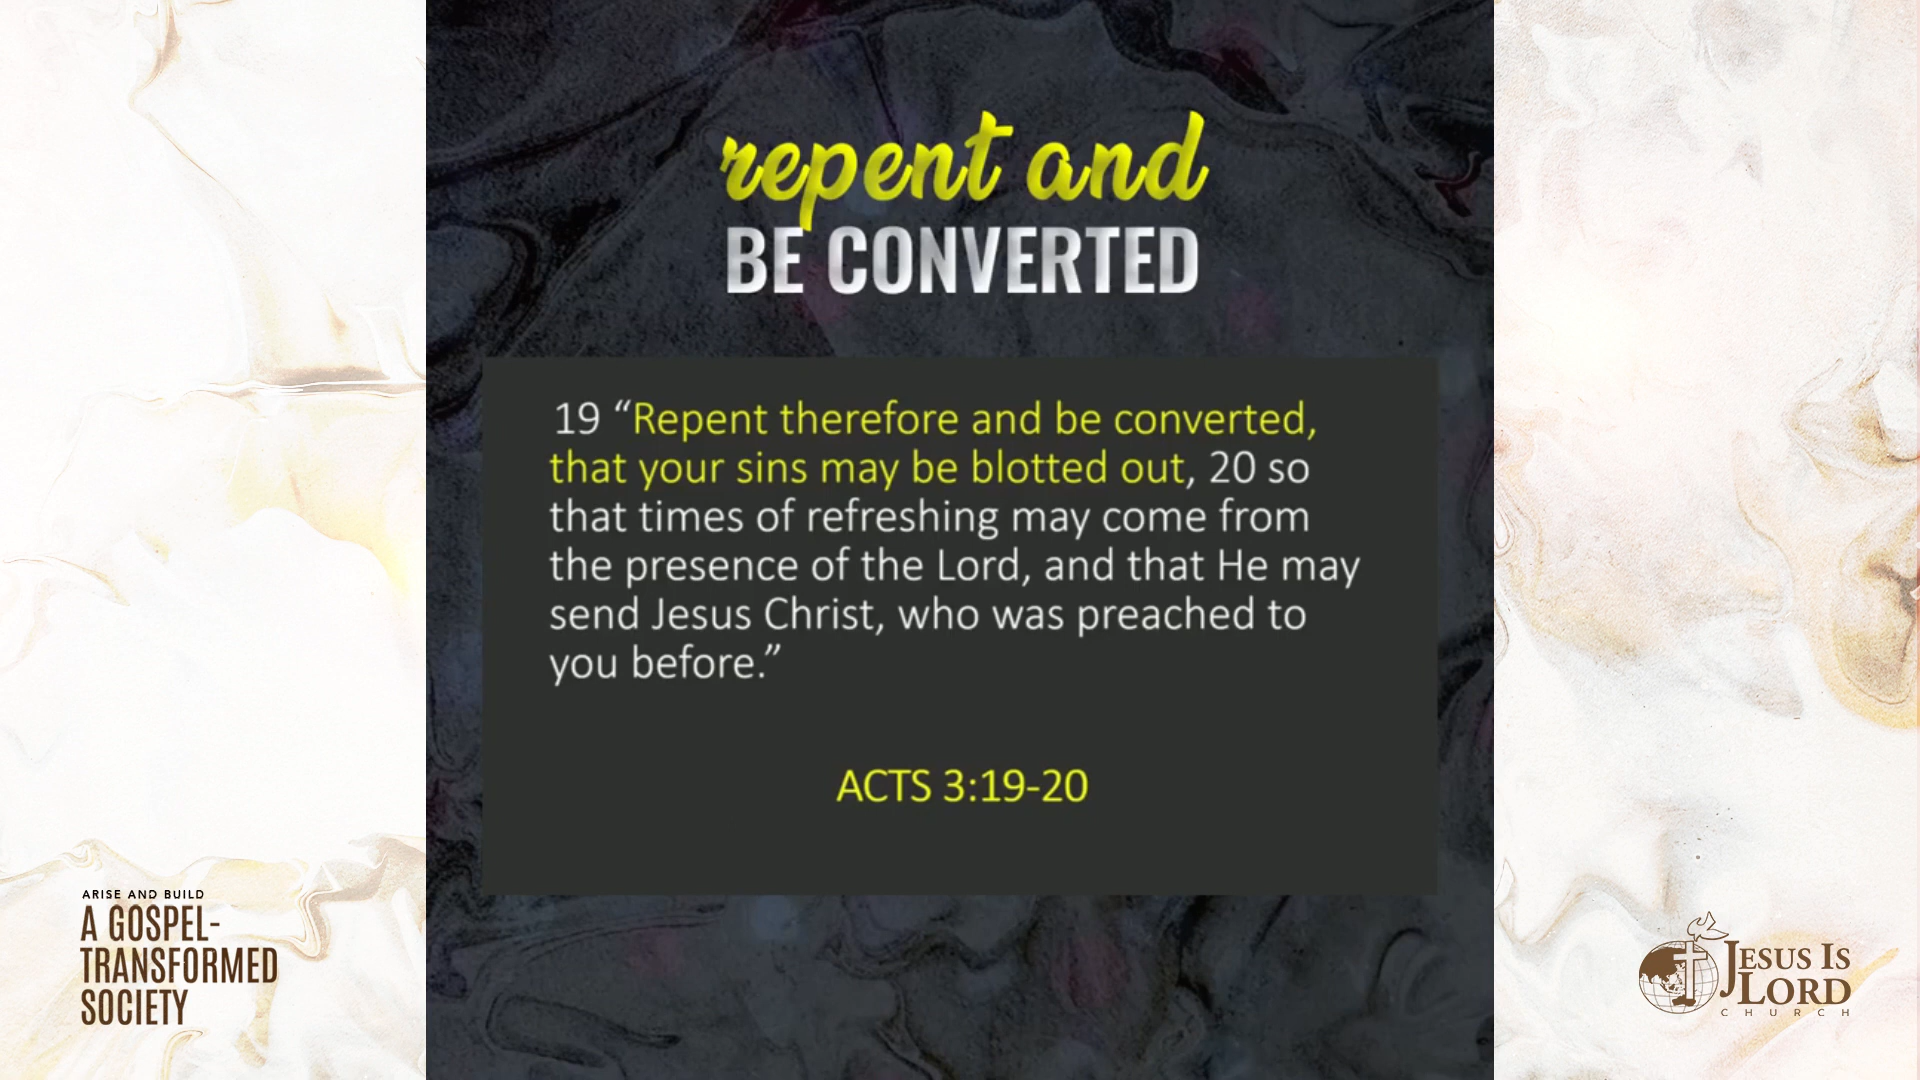 repent and
BE CONVERTED
19 “Repent therefore and be converted,
that your sins may be blotted out, 20 so
that times of refreshing may come from
the presence of the Lord, and that He may
send Jesus Christ, who was preached to
you before.”
ACTS 3:19-20
ARISE AND BUILD
A GOSPEL-
TRANSFORMED
SOCIETY
JESUS IS
LORD
CHURCH